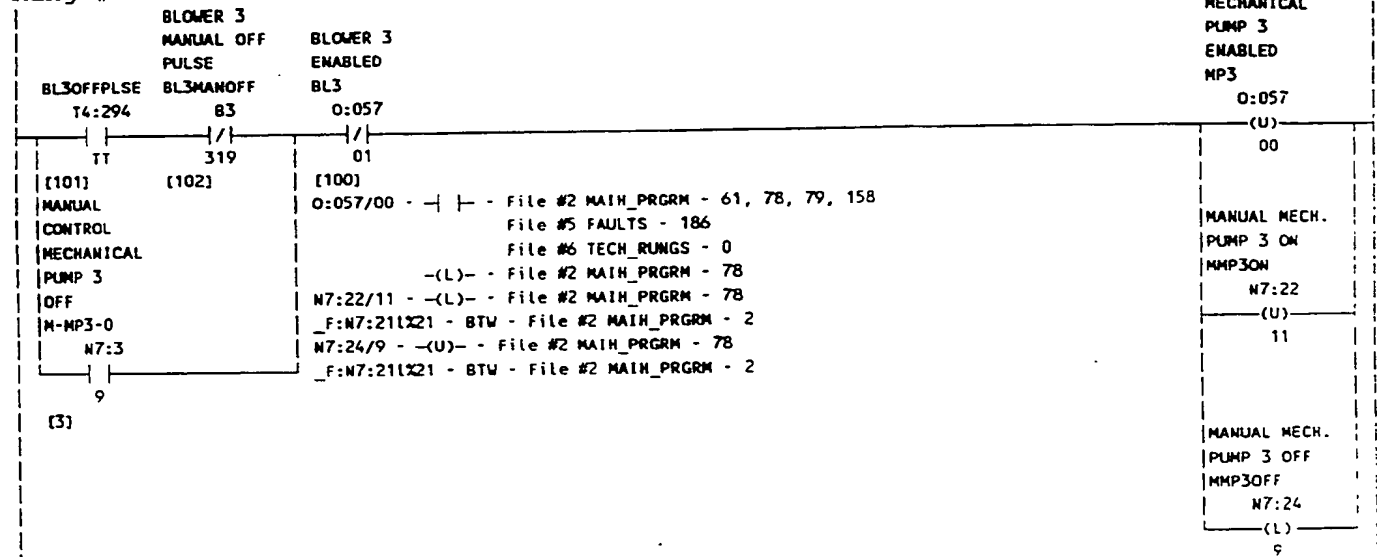 BLOWER 3
MANUAL OFF
PULSE
BL3OFFPLSE BL3MANOFF
T4:294 B3
TT 319
[101] [102]
BLOWER 3
ENABLED
BL3
O:057
01
[100]
MECHANICAL
PUMP 3
ENABLED
MP3
O:057
(U)
00
MANUAL
CONTROL
MECHANICAL
PUMP 3
OFF
M-MP3-0
N7:3
9
[3]
O:057/00 - -| |- - File #2 MAIN_PRGRM - 61, 78, 79, 158
File #5 FAULTS - 186
File #6 TECH_RUNGS - 0
-(L)- - File #2 MAIN_PRGRM - 78
N7:22/11 - -(L)- - File #2 MAIN_PRGRM - 78
_F:N7:211%21 - BTW - File #2 MAIN_PRGRM - 2
N7:24/9 - -(U)- - File #2 MAIN_PRGRM - 78
_F:N7:211%21 - BTW - File #2 MAIN_PRGRM - 2
MANUAL MECH.
PUMP 3 ON
MMP3ON
N7:22
(U)
11
MANUAL MECH.
PUMP 3 OFF
MMP3OFF
N7:24
(L)
9